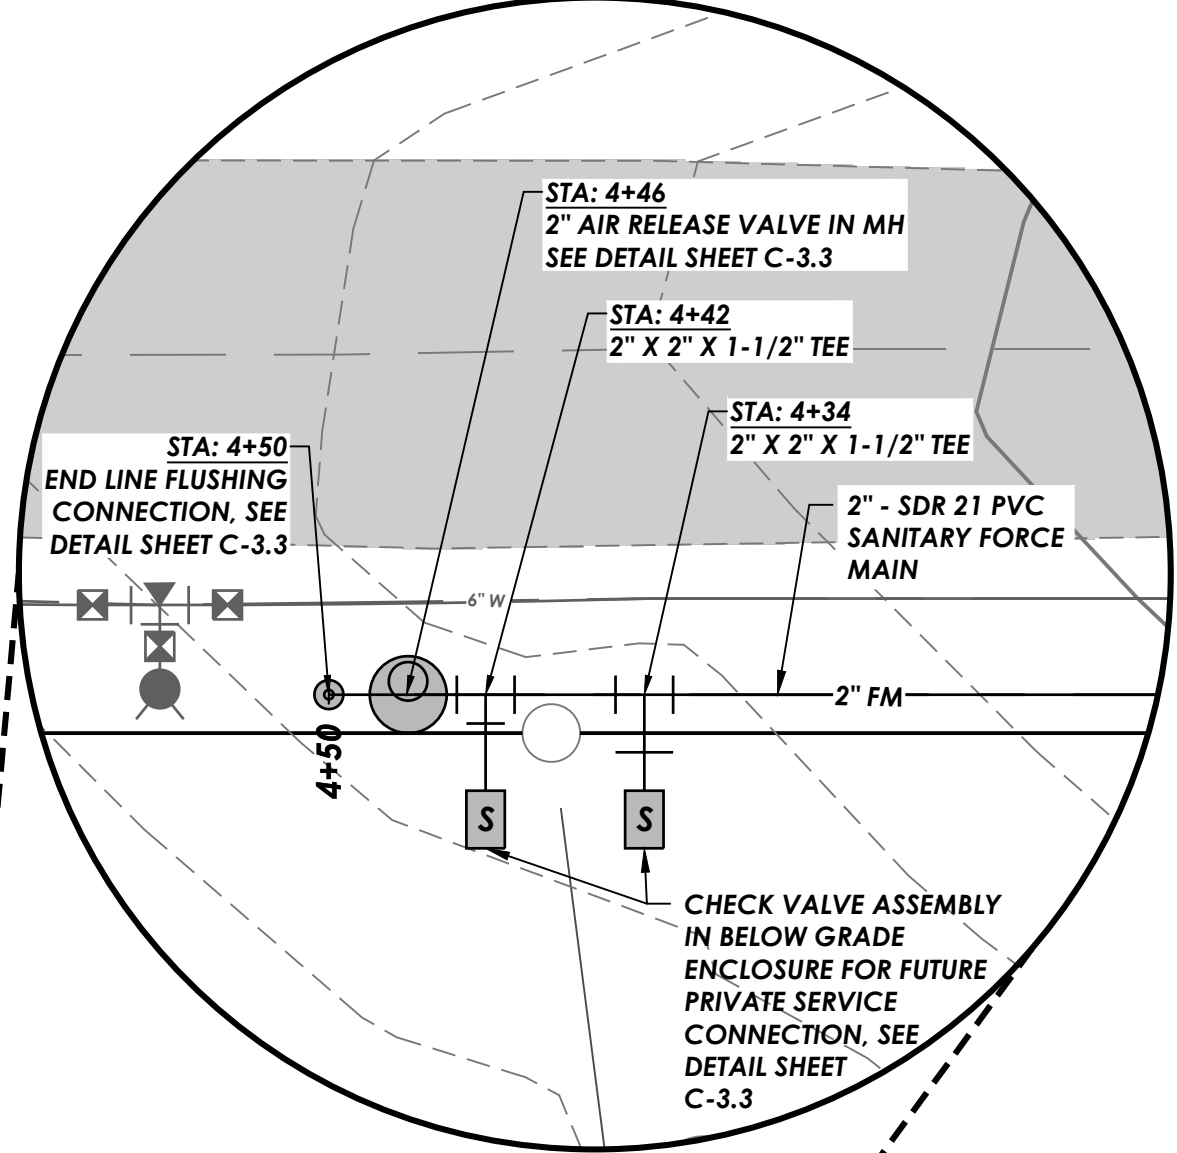 STA: 4+46
2" AIR RELEASE VALVE IN MH
SEE DETAIL SHEET C-3.3
STA: 4+42
2" X 2" X 1-1/2" TEE
STA: 4+34
2" X 2" X 1-1/2" TEE
STA: 4+50
END LINE FLUSHING
CONNECTION, SEE
DETAIL SHEET C-3.3
2" - SDR 21 PVC
SANITARY FORCE
MAIN
6" W
2" FM
4+50
S
S
CHECK VALVE ASSEMBLY
IN BELOW GRADE
ENCLOSURE FOR FUTURE
PRIVATE SERVICE
CONNECTION, SEE
DETAIL SHEET
C-3.3